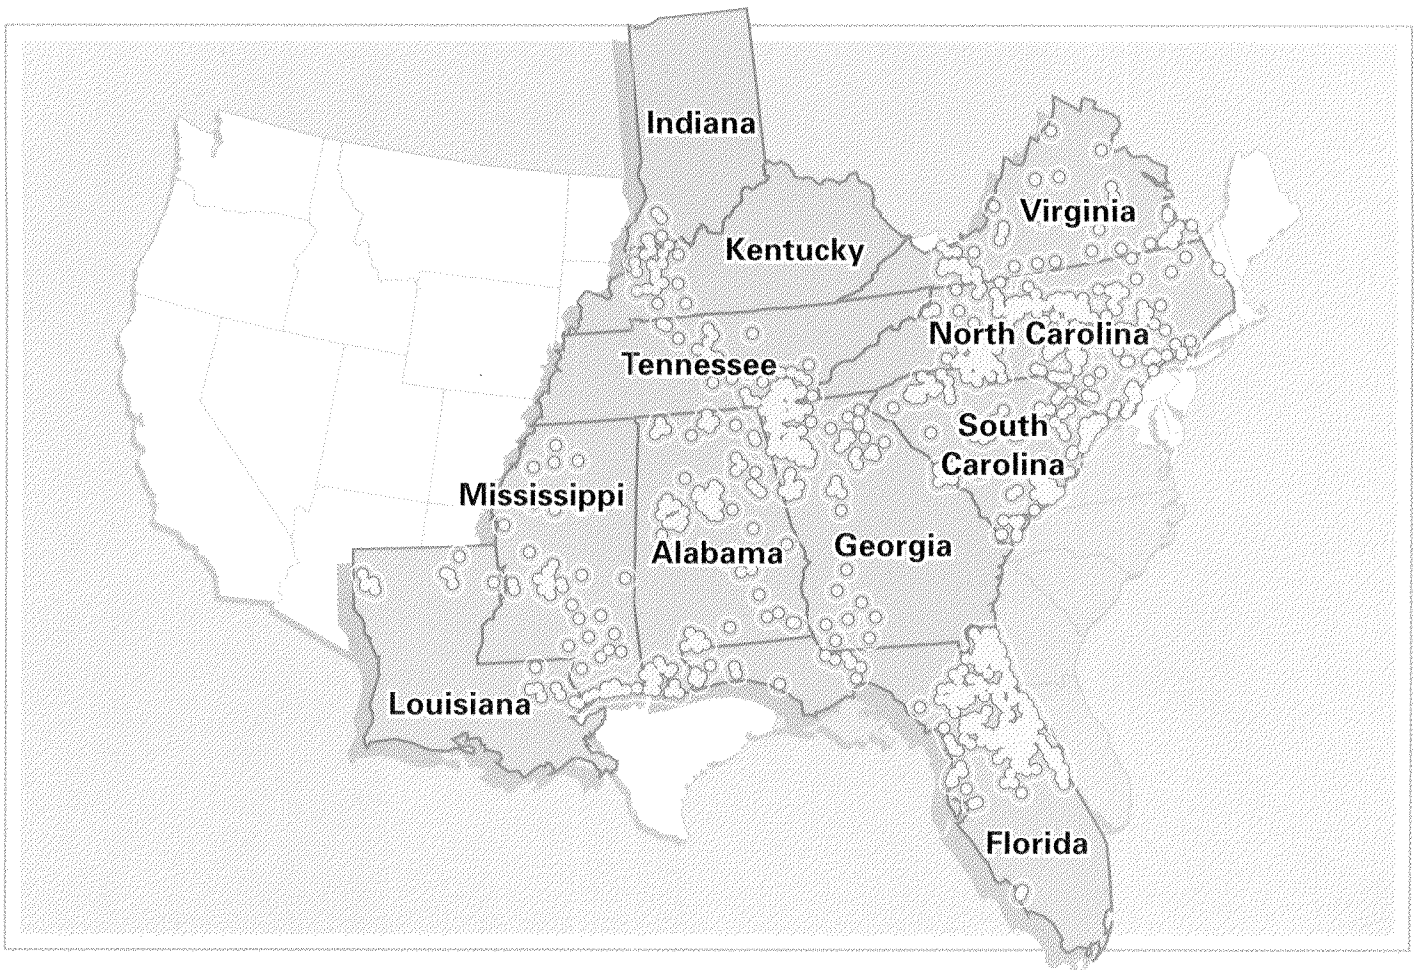 Indiana
Virginia
Kentucky
North Carolina
Tennessee
South
Carolina
Mississippi
Alabama
Georgia
Louisiana
Florida